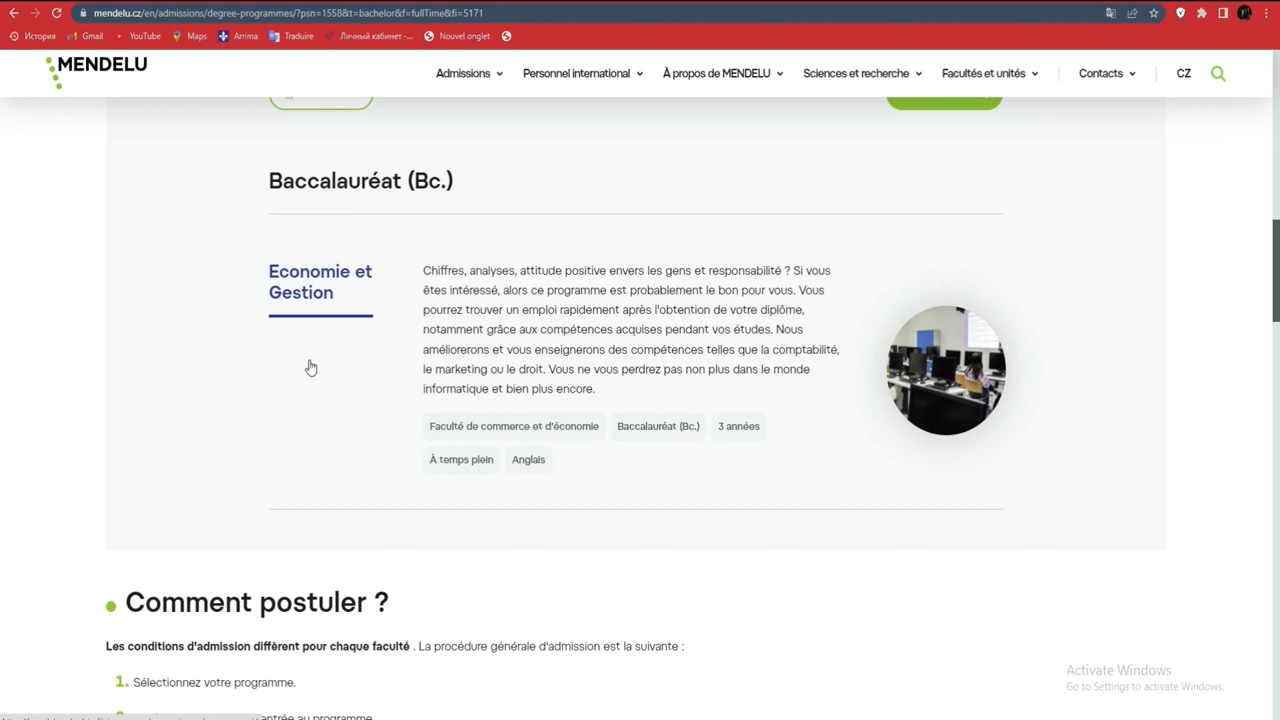 mendelu.cz/en/admissions/degree-programmes/?psn=1558&t=bachelor&f=fullTime&fi=5171
История Gmail YouTube Maps Arrima Traduire Личный кабинет -... Nouvel onglet
MENDELU
Admissions Personnel international À propos de MENDELU Sciences et recherche Facultés et unités Contacts CZ
Baccalauréat (Bc.)
Economie et
Gestion
Chiffres, analyses, attitude positive envers les gens et responsabilité ? Si vous
êtes intéressé, alors ce programme est probablement le bon pour vous. Vous
pourrez trouver un emploi rapidement après l'obtention de votre diplôme,
notamment grâce aux compétences acquises pendant vos études. Nous
améliorerons et vous enseignerons des compétences telles que la comptabilité,
le marketing ou le droit. Vous ne vous perdrez pas non plus dans le monde
informatique et bien plus encore.
Faculté de commerce et d'économie Baccalauréat (Bc.) 3 années
À temps plein Anglais
Comment postuler ?
Les conditions d'admission diffèrent pour chaque faculté . La procédure générale d'admission est la suivante :
1. Sélectionnez votre programme.
entrée au programme
Activate Windows
Go to Settings to activate Windows.